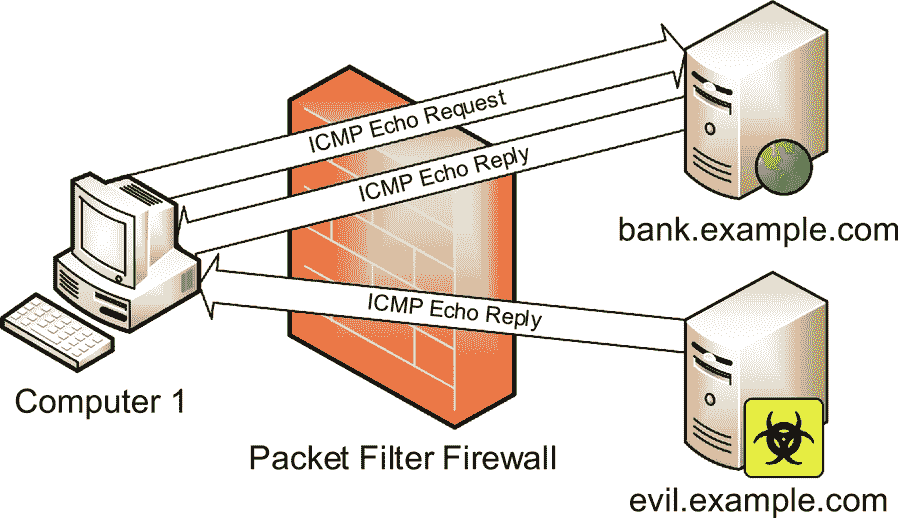 ICMP Echo Request
ICMP Echo Reply
bank.example.com
ICMP Echo Reply
Computer 1
Packet Filter Firewall
evil.example.com